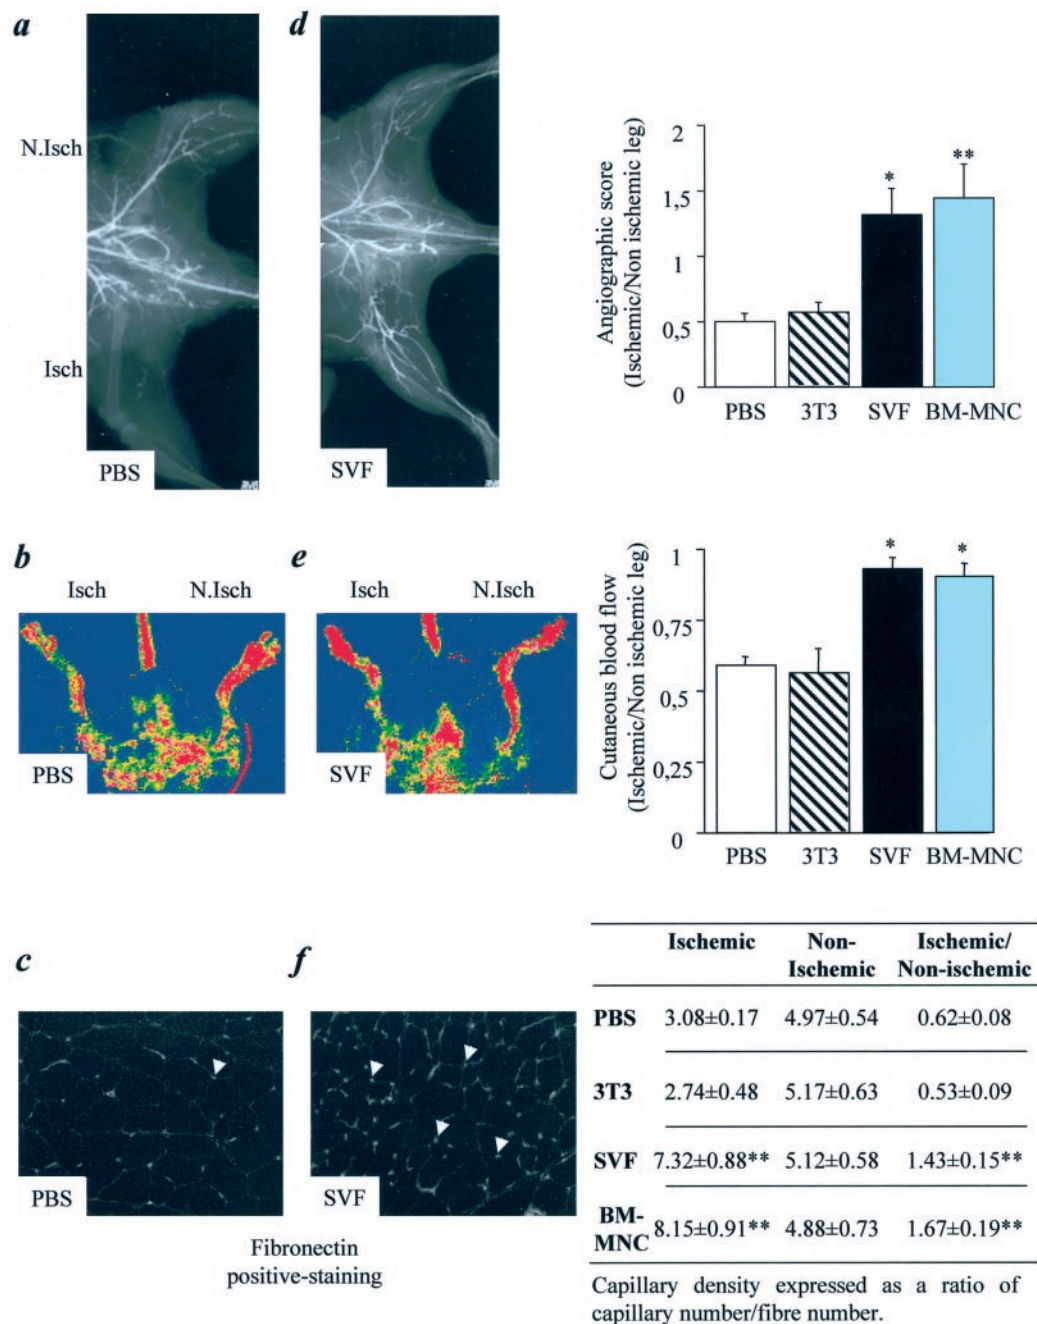 a
d
N.Isch
Isch
PBS
SVF
2
1,5
1
0,5
0
Angiographic score
(Ischemic/Non ischemic leg)
*
**
PBS 3T3 SVF BM-MNC
b
e
Isch N.Isch
Isch N.Isch
PBS
SVF
1
0,75
0,5
0,25
0
Cutaneous blood flow
(Ischemic/Non ischemic leg)
*
*
PBS 3T3 SVF BM-MNC
c
f
PBS
SVF
Fibronectin
positive-staining
Ischemic Non-Ischemic Ischemic/Non-ischemic
PBS 3.08±0.17 4.97±0.54 0.62±0.08
3T3 2.74±0.48 5.17±0.63 0.53±0.09
SVF 7.32±0.88** 5.12±0.58 1.43±0.15**
BM-MNC 8.15±0.91** 4.88±0.73 1.67±0.19**
Capillary density expressed as a ratio of
capillary number/fibre number.